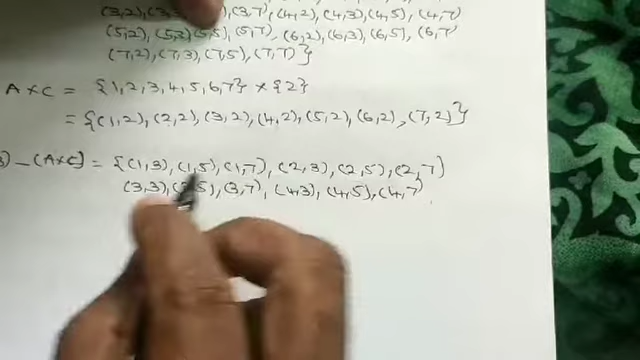 (3,2),(3, ,(3,7),(4,2),(4,3),(4,5),(4,7)
(5,2),(5,3)(5,5),(5,7),(6,2),(6,3),(6,5),(6,7)
(7,2),(7,3),(7,5),(7,7)}
A×C = {1,2,3,4,5,6,7} × {2}
= {(1,2),(2,2),(3,2),(4,2),(5,2),(6,2),(7,2)}
)-(A×C) = {(1,3),(1,5),(1,7),(2,3),(2,5),(2,7)
(3,3),( 5),(3,7),(4,3),(4,5),(4,7)